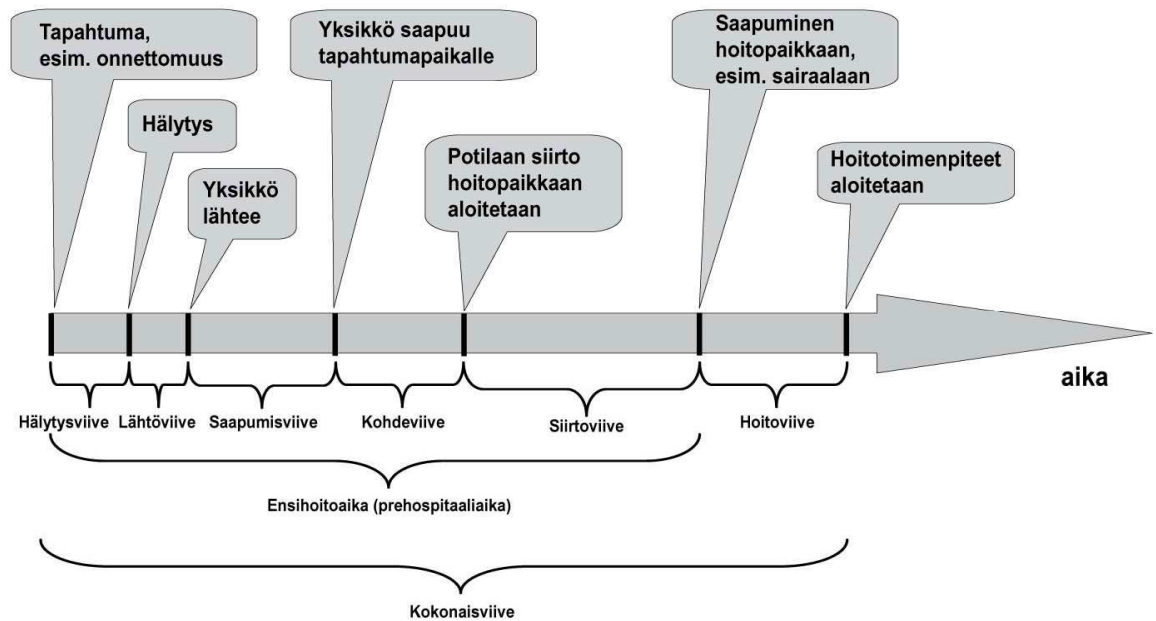 Tapahtuma,
esim. onnettomuus
Hälytys
Yksikkö
lähtee
Yksikkö saapuu
tapahtumapaikalle
Potilaan siirto
hoitopaikkaan
aloitetaan
Saapuminen
hoitopaikkaan,
esim. sairaalaan
Hoitotoimenpiteet
aloitetaan
aika
Hälytysviive
Lähtöviive
Saapumisviive
Kohdeviive
Siirtoviive
Hoitoviive
Ensihoitoaika (prehospitaaliaika)
Kokonaisviive